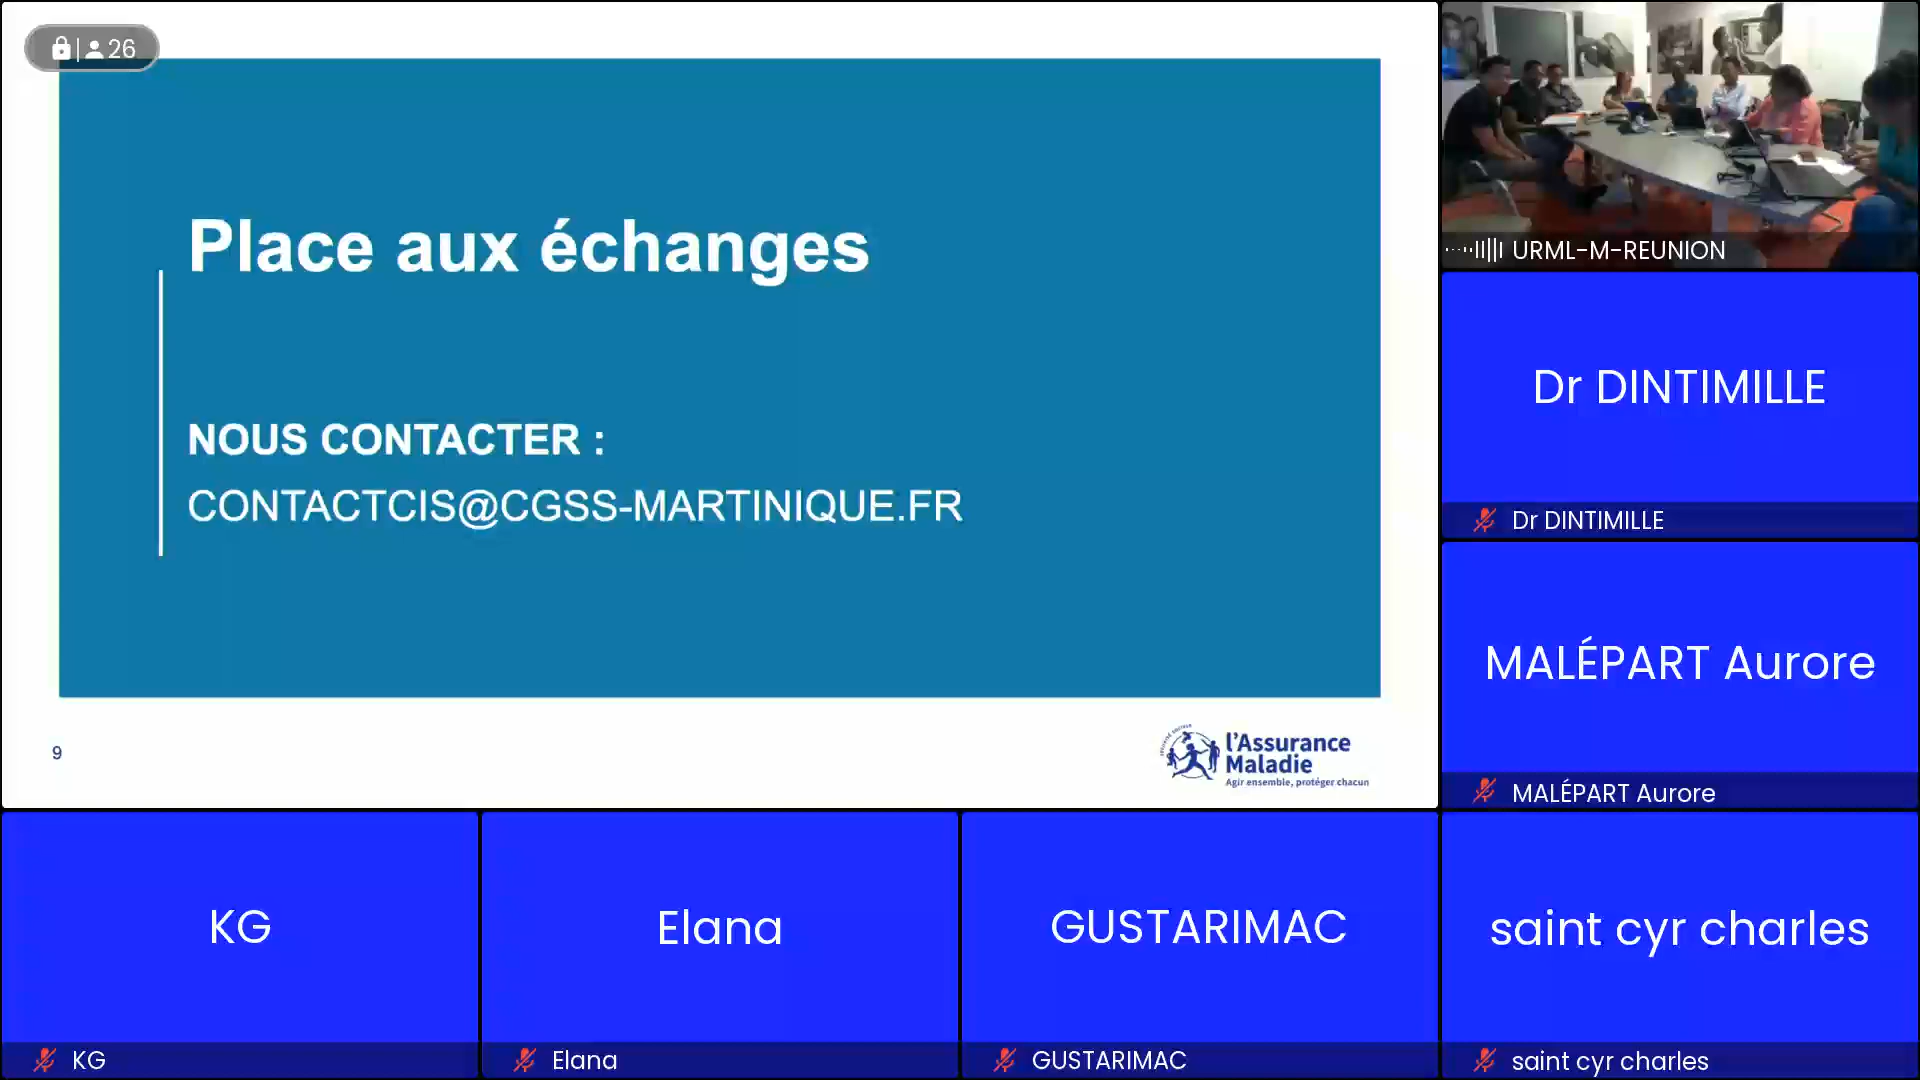 26
Place aux échanges
NOUS CONTACTER :
CONTACTCIS@CGSS-MARTINIQUE.FR
9
l'Assurance
Maladie
Agir ensemble, protéger chacun
URML-M-REUNION
Dr DINTIMILLE
Dr DINTIMILLE
MALÉPART Aurore
MALÉPART Aurore
KG
KG
Elana
Elana
GUSTARIMAC
GUSTARIMAC
saint cyr charles
saint cyr charles